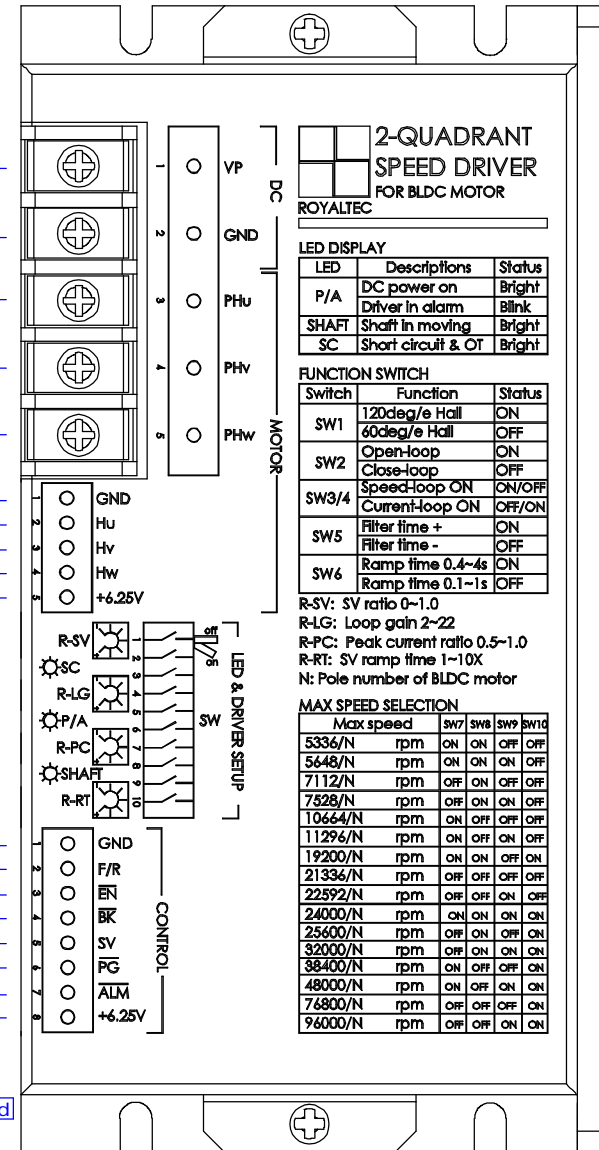 2-QUADRANT
SPEED DRIVER
FOR BLDC MOTOR
ROYALTEC
1 VP
2 GND
3 PHu
4 PHv
5 PHw
DC
MOTOR
1 GND
2 Hu
3 Hv
4 Hw
5 +6.25V
R-SV
SC
R-LG
P/A
R-PC
SHAFT
R-RT
1
2
3
4
5
6
7
8
9
10
off
on
SW
LED & DRIVER SETUP
1 GND
2 F/R
3 EN
4 BK
5 SV
6 PG
7 ALM
8 +6.25V
CONTROL
d
LED DISPLAY
LED Descriptions Status
P/A DC power on Bright
Driver in alarm Blink
SHAFT Shaft in moving Bright
SC Short circuit & OT Bright
FUNCTION SWITCH
Switch Function Status
SW1 120deg/e Hall ON
60deg/e Hall OFF
SW2 Open-loop ON
Close-loop OFF
SW3/4 Speed-loop ON ON/OFF
Current-loop ON OFF/ON
SW5 Filter time + ON
Filter time - OFF
SW6 Ramp time 0.4~4s ON
Ramp time 0.1~1s OFF
R-SV: SV ratio 0~1.0
R-LG: Loop gain 2~22
R-PC: Peak current ratio 0.5~1.0
R-RT: SV ramp time 1~10X
N: Pole number of BLDC motor
MAX SPEED SELECTION
Max speed SW7 SW8 SW9 SW10
5336/N rpm ON ON OFF OFF
5648/N rpm ON ON ON OFF
7112/N rpm OFF ON OFF OFF
7528/N rpm OFF ON ON OFF
10664/N rpm ON OFF OFF OFF
11296/N rpm ON OFF ON OFF
19200/N rpm ON ON OFF ON
21336/N rpm OFF OFF OFF OFF
22592/N rpm OFF OFF ON OFF
24000/N rpm ON ON ON ON
25600/N rpm OFF ON OFF ON
32000/N rpm OFF ON ON ON
38400/N rpm ON OFF OFF ON
48000/N rpm ON OFF ON ON
76800/N rpm OFF OFF OFF ON
96000/N rpm OFF OFF ON ON